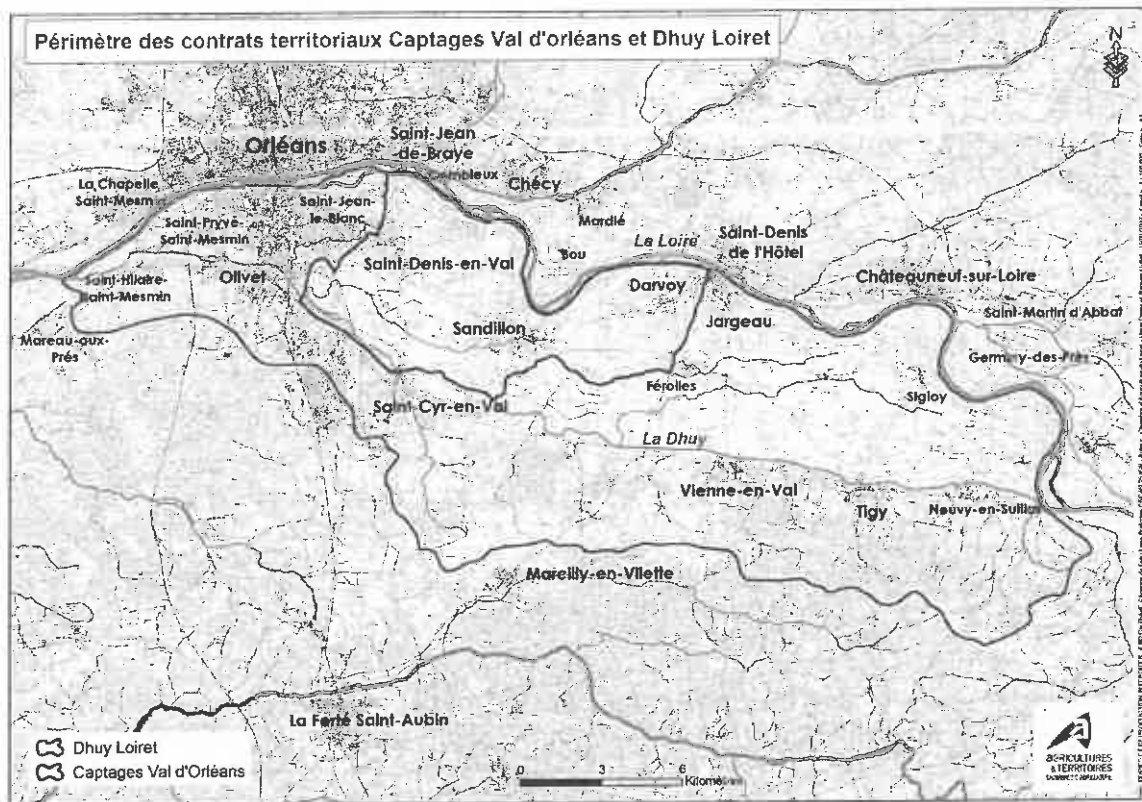 Périmètre des contrats territoriaux Captages Val d'orléans et Dhuy Loiret
N
Orléans
Saint-Jean
-de-Braye
Combleux
Chécy
La Chapelle
Saint-Mesmin
Saint-Jean-
le-Blanc
Mardié
Saint-Pryvé-
Saint-Mesmin
Bou
La Loire
Saint-Denis
de l'Hôtel
Saint-Hilaire-
Saint-Mesmin
Olivet
Saint-Denis-en-Val
Darvoy
Châteauneuf-sur-Loire
Sandillon
Jargeau
Saint-Martin d'Abbat
Mareau-aux-
Prés
Germiny-des-Prés
Férolles
Sigloy
Saint-Cyr-en-Val
La Dhuy
Vienne-en-Val
Tigy
Neuvy-en-Sullias
Marcilly-en-Villette
La Ferté Saint-Aubin
Dhuy Loiret
Captages Val d'Orléans
0 3 6
Kilomètres
AGRICULTURES
& TERRITOIRES